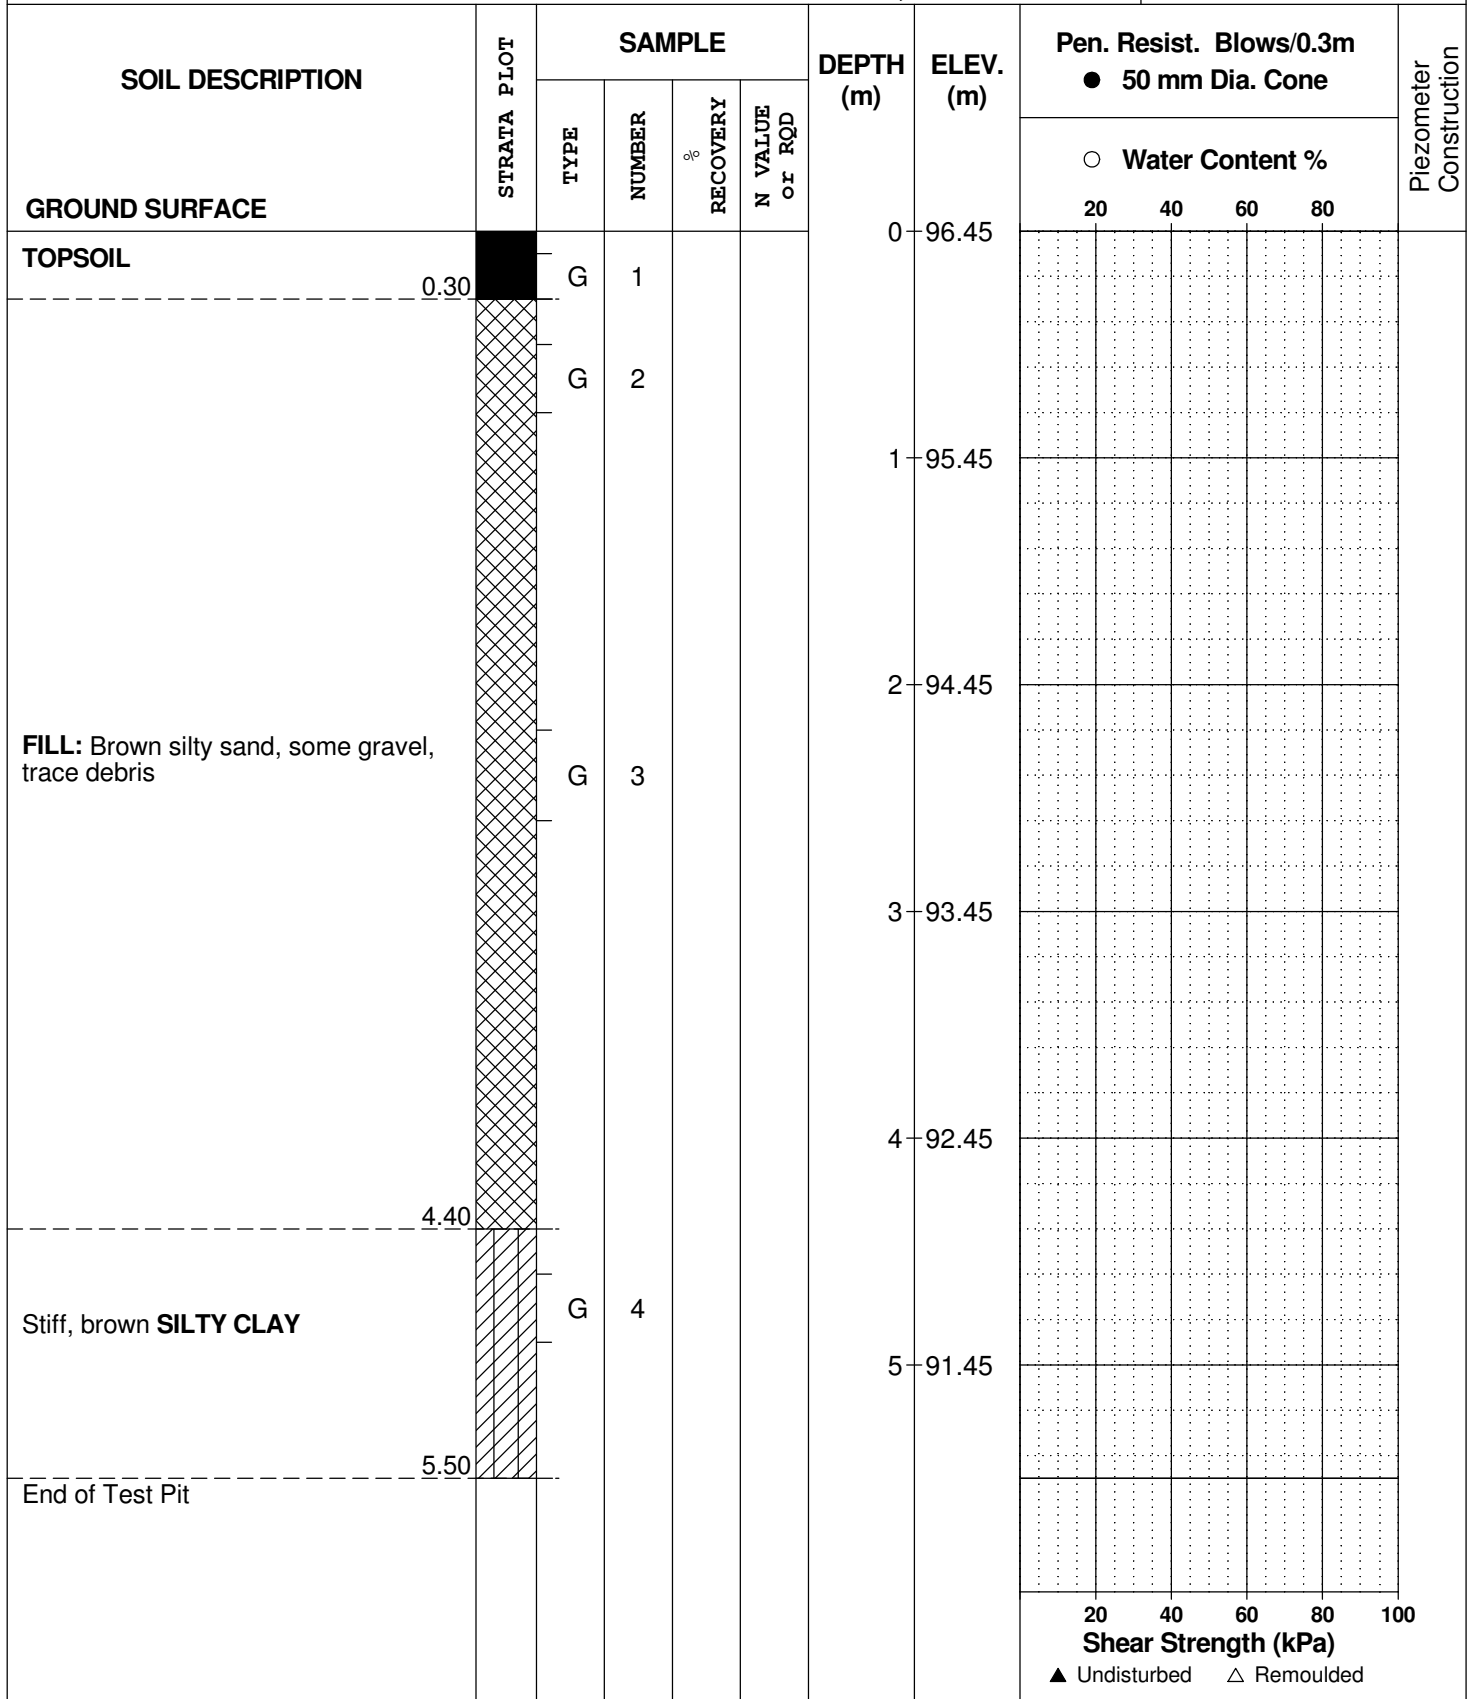 SOIL DESCRIPTION
GROUND SURFACE
STRATA PLOT
SAMPLE
TYPE
NUMBER
%
RECOVERY
N VALUE
or RQD
DEPTH
(m)
ELEV.
(m)
Pen. Resist. Blows/0.3m
● 50 mm Dia. Cone
○ Water Content %
20 40 60 80
Piezometer
Construction
0 96.45
TOPSOIL
0.30
G 1
G 2
1 95.45
2 94.45
FILL: Brown silty sand, some gravel,
trace debris
G 3
3 93.45
4 92.45
4.40
Stiff, brown SILTY CLAY
G 4
5 91.45
5.50
End of Test Pit
20 40 60 80 100
Shear Strength (kPa)
▲ Undisturbed △ Remoulded